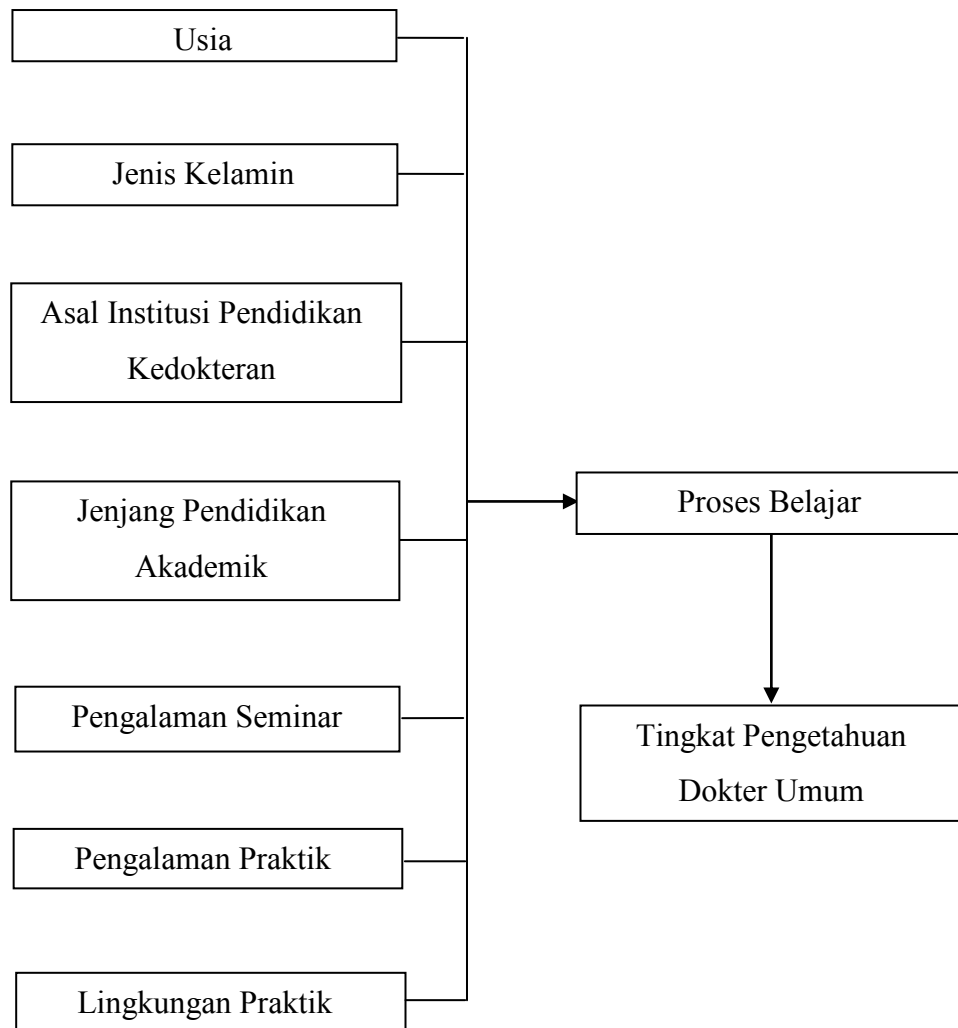 Usia
Jenis Kelamin
Asal Institusi Pendidikan
Kedokteran
Jenjang Pendidikan
Akademik
Proses Belajar
Pengalaman Seminar
Tingkat Pengetahuan
Dokter Umum
Pengalaman Praktik
Lingkungan Praktik